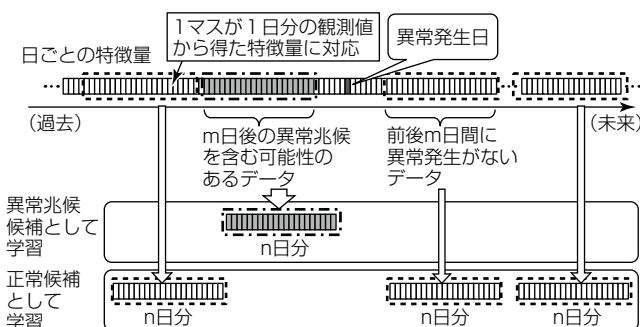 1マスが1日分の観測値
から得た特徴量に対応
日ごとの特徴量
異常発生日
(過去)
(未来)
m日後の異常兆候
を含む可能性の
あるデータ
前後m日間に
異常発生がない
データ
異常兆候
候補として
学習
n日分
正常候補
として
学習
n日分
n日分
n日分